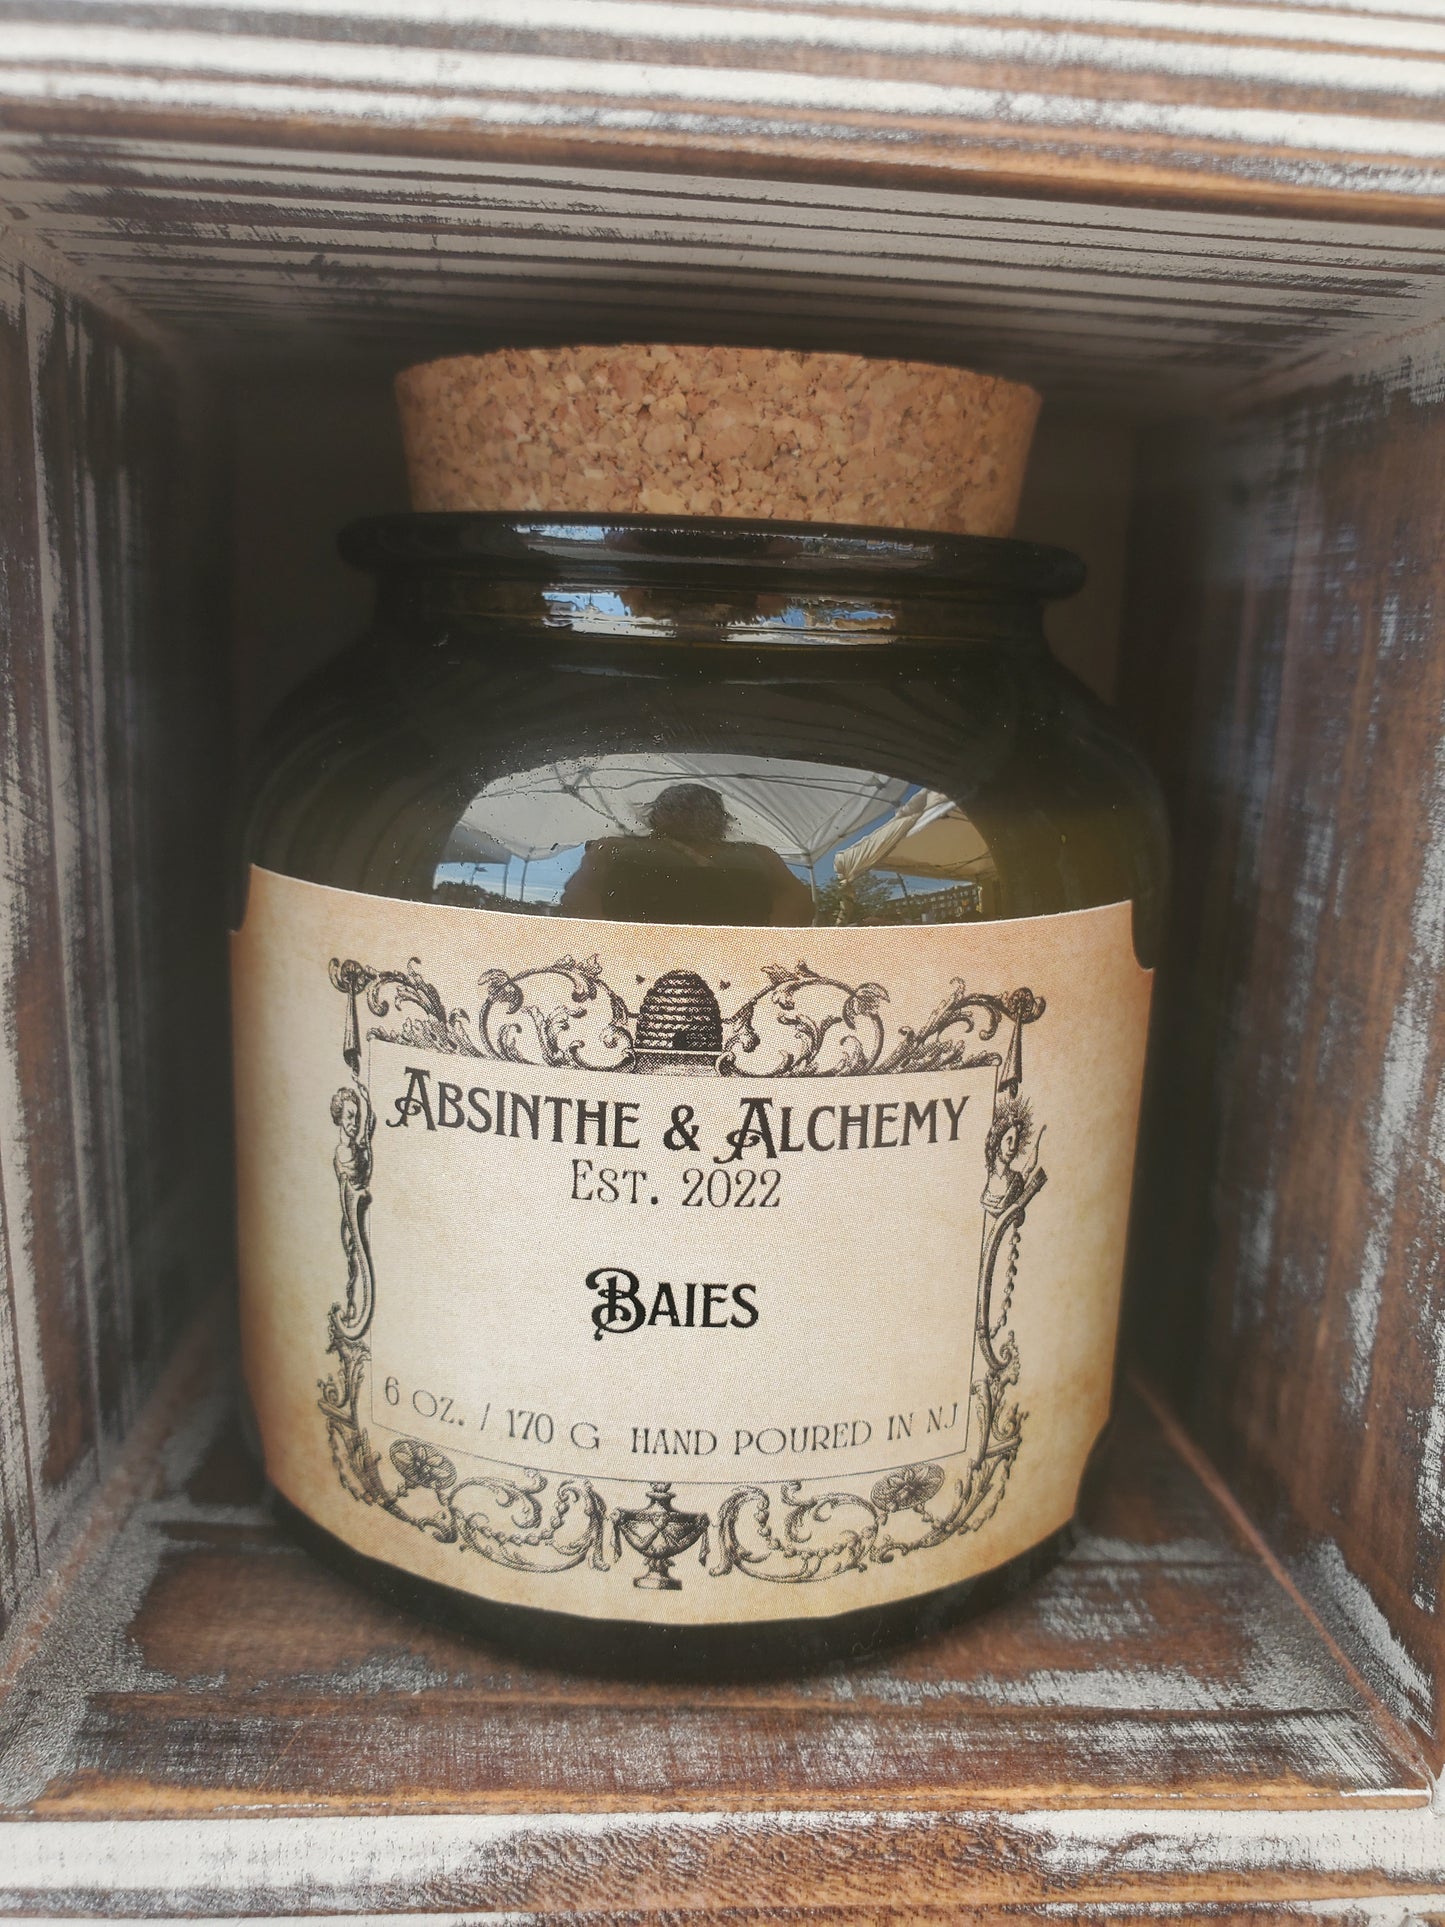 Absinthe & Alchemy
Est. 2022
Baies
6 oz. / 170 g hand poured in NJ